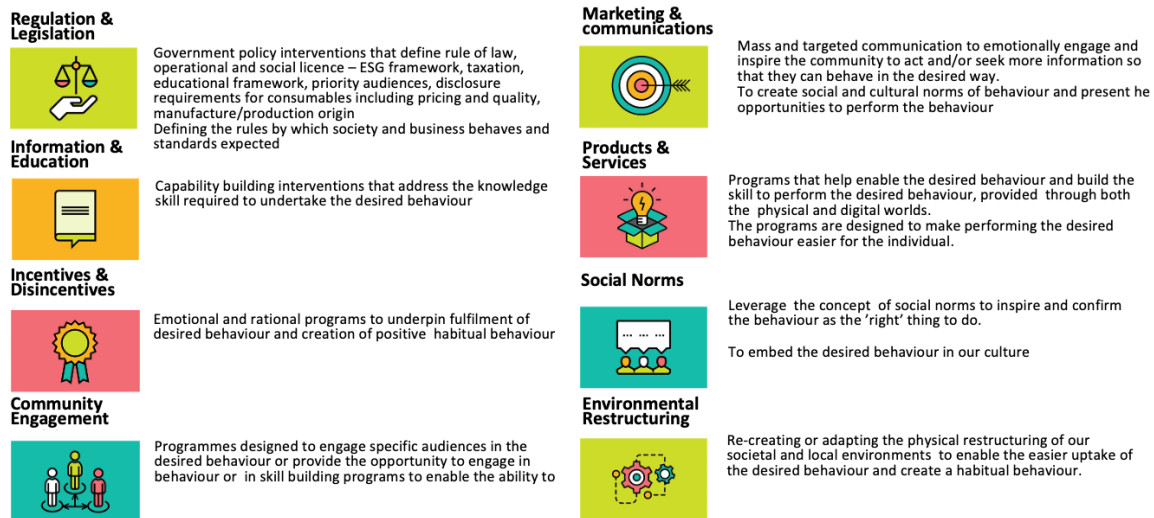 Regulation &
Legislation
Government policy interventions that define rule of law,
operational and social licence – ESG framework, taxation,
educational framework, priority audiences, disclosure
requirements for consumables including pricing and quality,
manufacture/production origin
Defining the rules by which society and business behaves and
standards expected
Information &
Education
Capability building interventions that address the knowledge
skill required to undertake the desired behaviour
Incentives &
Disincentives
Emotional and rational programs to underpin fulfilment of
desired behaviour and creation of positive habitual behaviour
Community
Engagement
Programmes designed to engage specific audiences in the
desired behaviour or provide the opportunity to engage in
behaviour or in skill building programs to enable the ability to
Marketing &
communications
Mass and targeted communication to emotionally engage and
inspire the community to act and/or seek more information so
that they can behave in the desired way.
To create social and cultural norms of behaviour and present he
opportunities to perform the behaviour
Products &
Services
Programs that help enable the desired behaviour and build the
skill to perform the desired behaviour, provided through both
the physical and digital worlds.
The programs are designed to make performing the desired
behaviour easier for the individual.
Social Norms
Leverage the concept of social norms to inspire and confirm
the behaviour as the ‘right’ thing to do.
To embed the desired behaviour in our culture
Environmental
Restructuring
Re-creating or adapting the physical restructuring of our
societal and local environments to enable the easier uptake of
the desired behaviour and create a habitual behaviour.